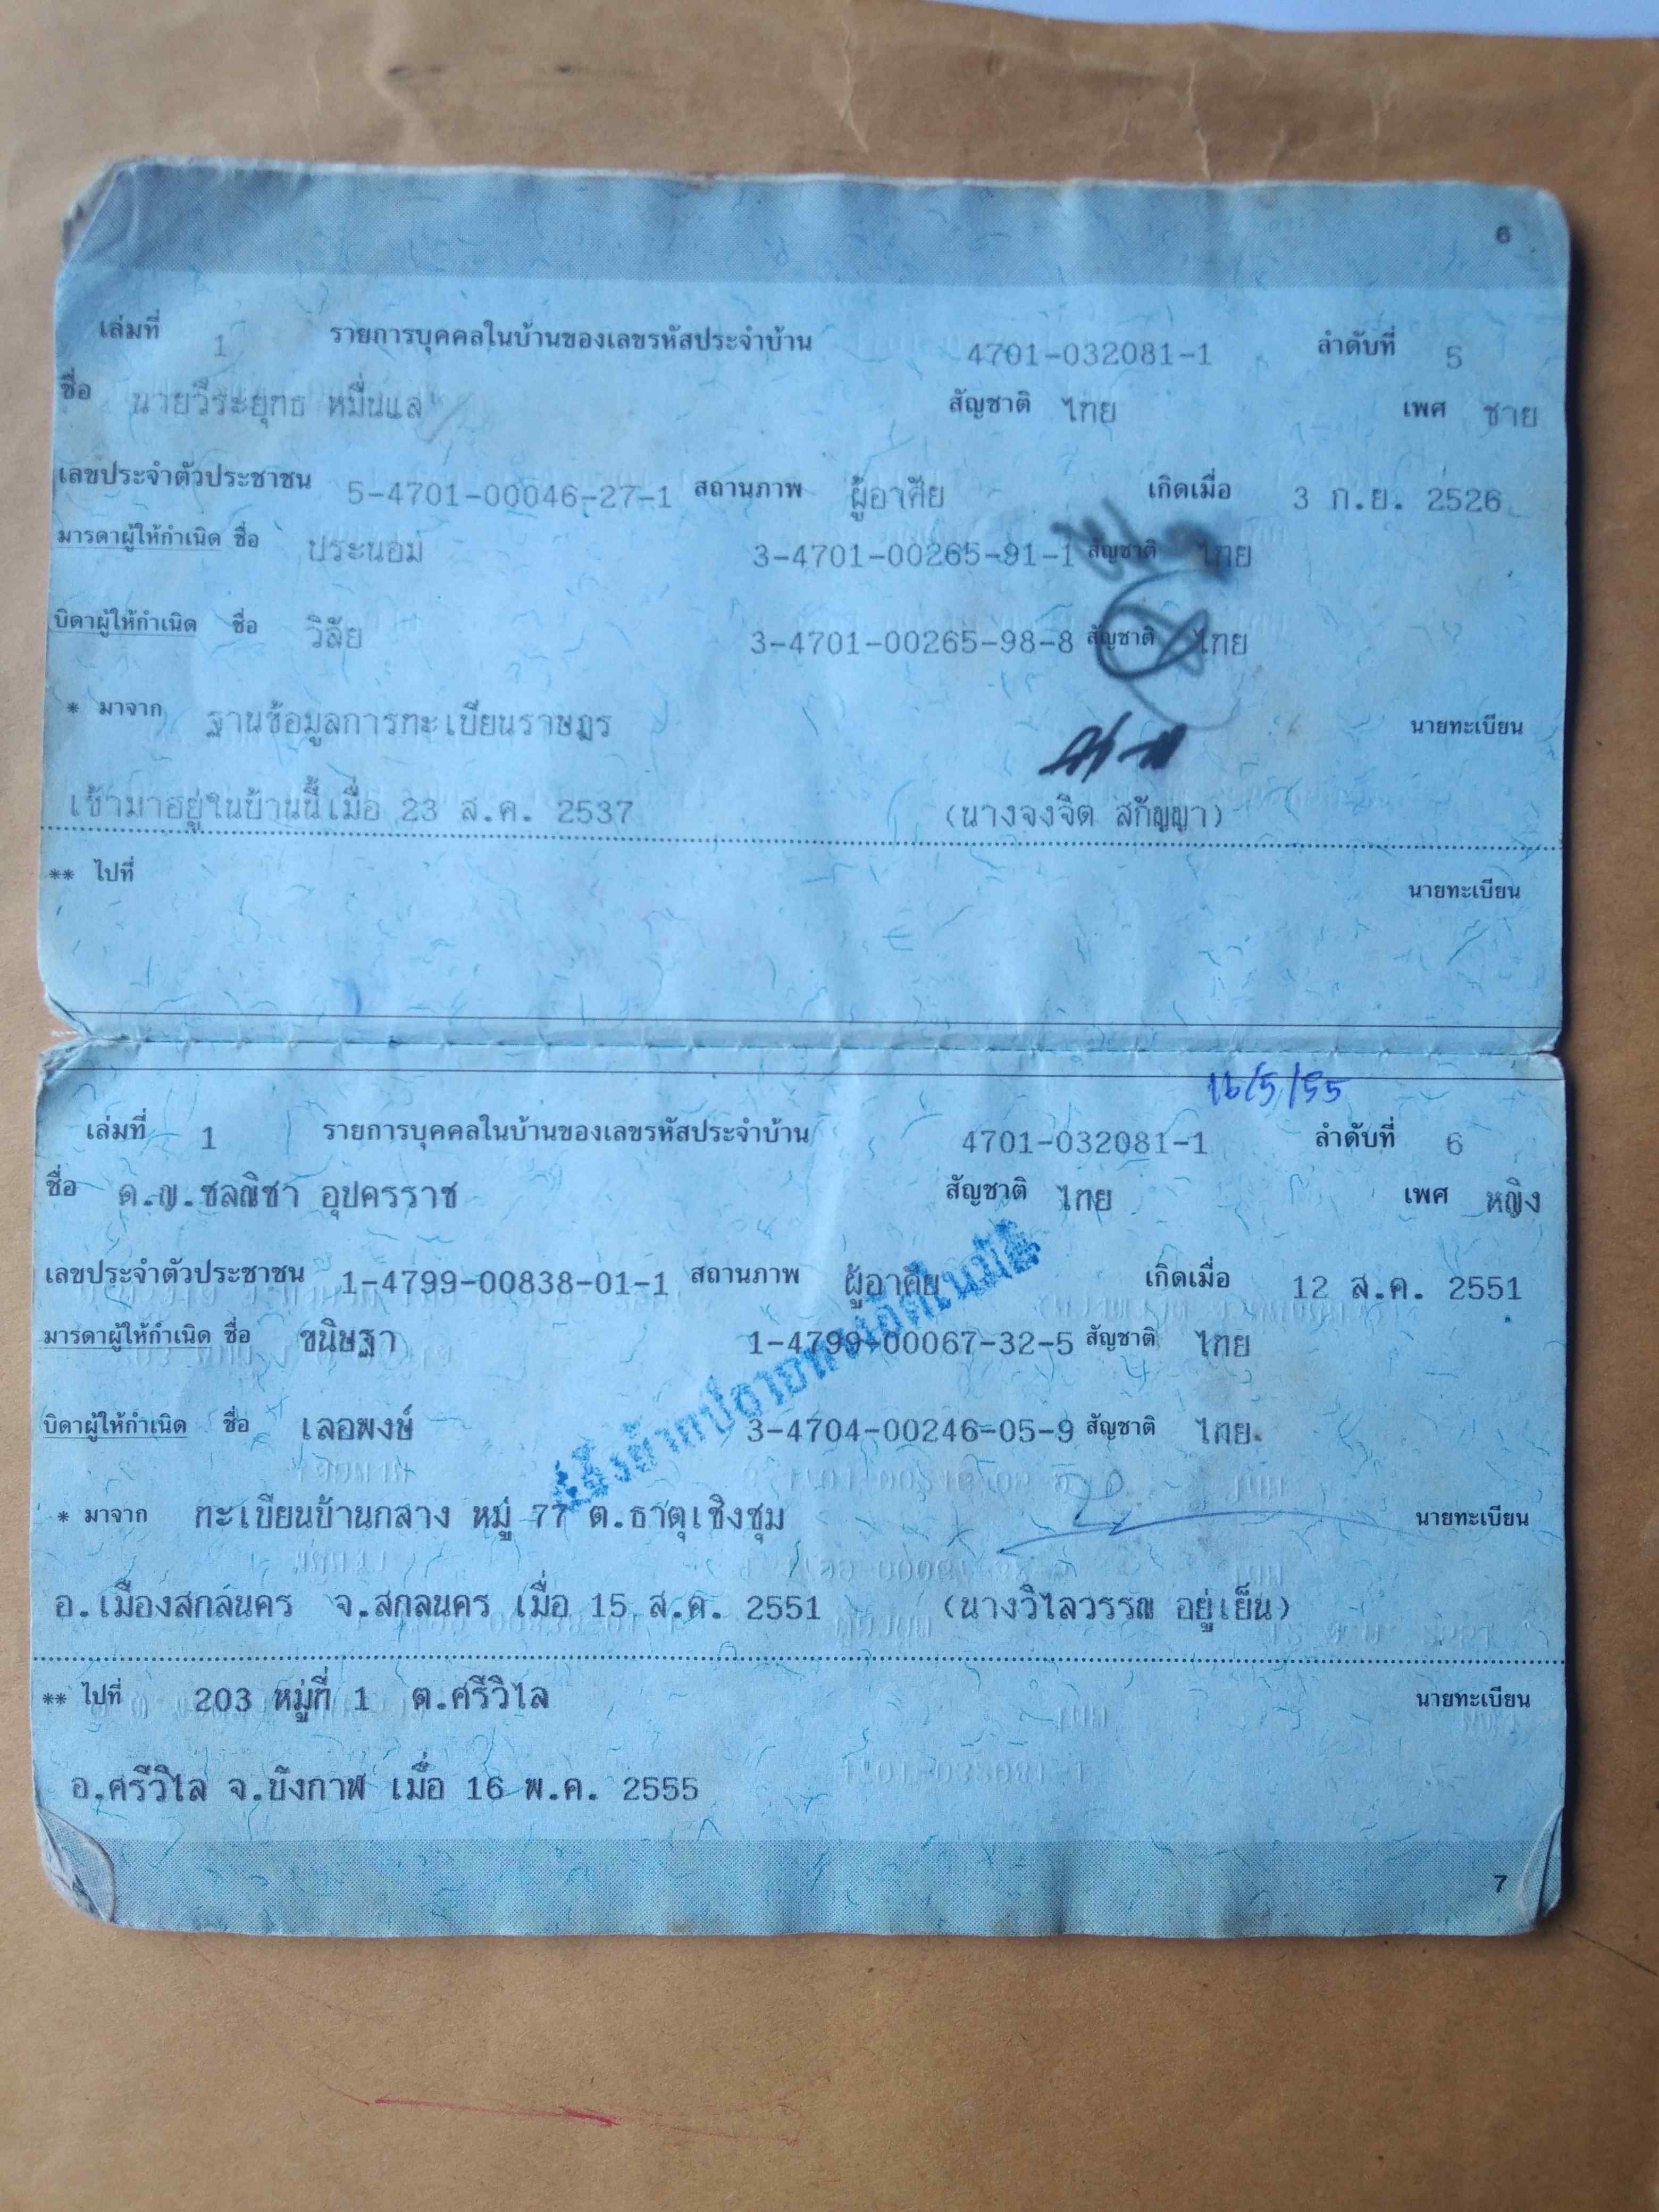 6
เล่มที่ 1 รายการบุคคลในบ้านของเลขรหัสประจำบ้าน 4701-032081-1 ลำดับที่ 5
ชื่อ นายวีระยุทธ หมื่นแล สัญชาติ ไทย เพศ ชาย
เลขประจำตัวประชาชน 5-4701-00046-27-1 สถานภาพ ผู้อาศัย เกิดเมื่อ 3 ก.ย. 2526
มารดาผู้ให้กำเนิด ชื่อ ประนอม 3-4701-00265-91-1 สัญชาติ ไทย
บิดาผู้ให้กำเนิด ชื่อ วิลัย 3-4701-00265-98-8 สัญชาติ ไทย
* มาจาก ฐานข้อมูลการทะเบียนราษฎร นายทะเบียน
เข้ามาอยู่ในบ้านนี้เมื่อ 23 ส.ค. 2537 (นางจงจิต สกัญญา)
** ไปที่ นายทะเบียน
16/5/55
เล่มที่ 1 รายการบุคคลในบ้านของเลขรหัสประจำบ้าน 4701-032081-1 ลำดับที่ 6
ชื่อ ด.ญ.ชลณิชา อุปครราช สัญชาติ ไทย เพศ หญิง
เลขประจำตัวประชาชน 1-4799-00838-01-1 สถานภาพ ผู้อาศัย เกิดเมื่อ 12 ส.ค. 2551
มารดาผู้ให้กำเนิด ชื่อ ขนิษฐา 1-4799-00067-32-5 สัญชาติ ไทย
บิดาผู้ให้กำเนิด ชื่อ เลอพงษ์ 3-4704-00246-05-9 สัญชาติ ไทย
* มาจาก ทะเบียนบ้านกลาง หมู่ 77 ต.ธาตุเชิงชุม นายทะเบียน
อ.เมืองสกลนคร จ.สกลนคร เมื่อ 15 ส.ค. 2551 (นางวิไลวรรณ อยู่เย็น)
** ไปที่ 203 หมู่ที่ 1 ต.ศรีวิไล นายทะเบียน
อ.ศรีวิไล จ.บึงกาฬ เมื่อ 16 พ.ค. 2555
7